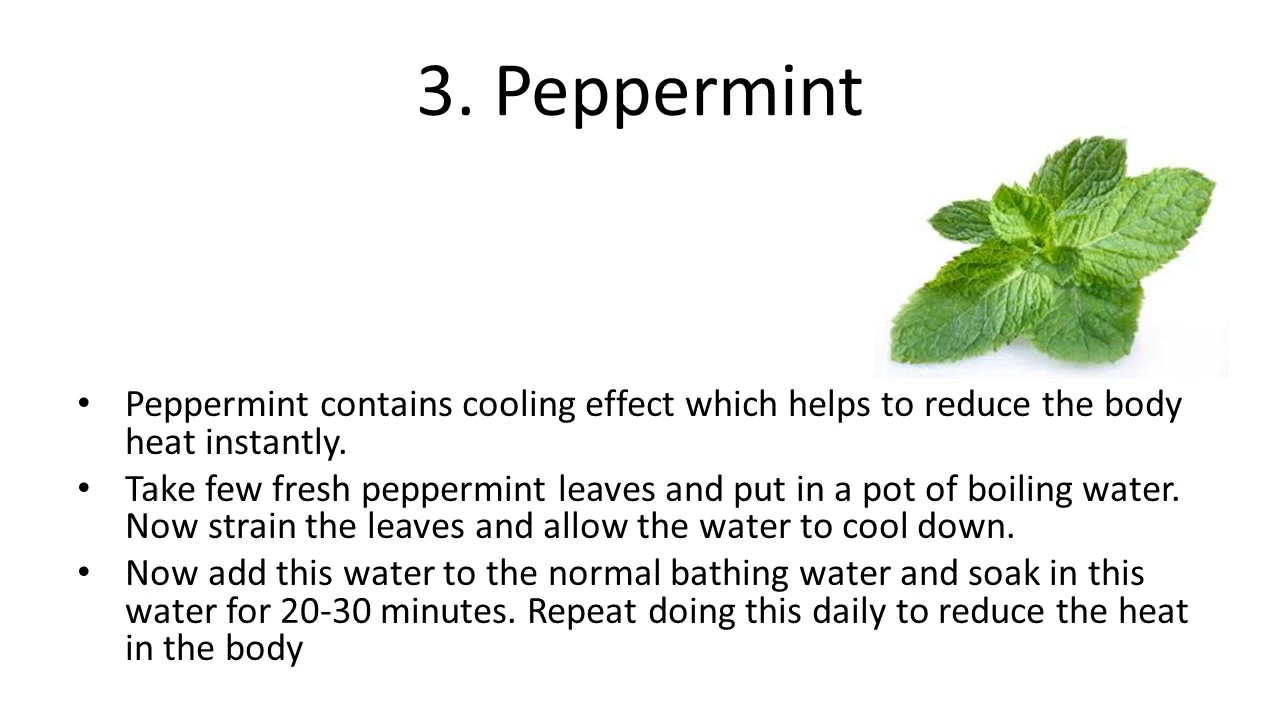 3. Peppermint
• Peppermint contains cooling effect which helps to reduce the body
heat instantly.
• Take few fresh peppermint leaves and put in a pot of boiling water.
Now strain the leaves and allow the water to cool down.
• Now add this water to the normal bathing water and soak in this
water for 20-30 minutes. Repeat doing this daily to reduce the heat
in the body